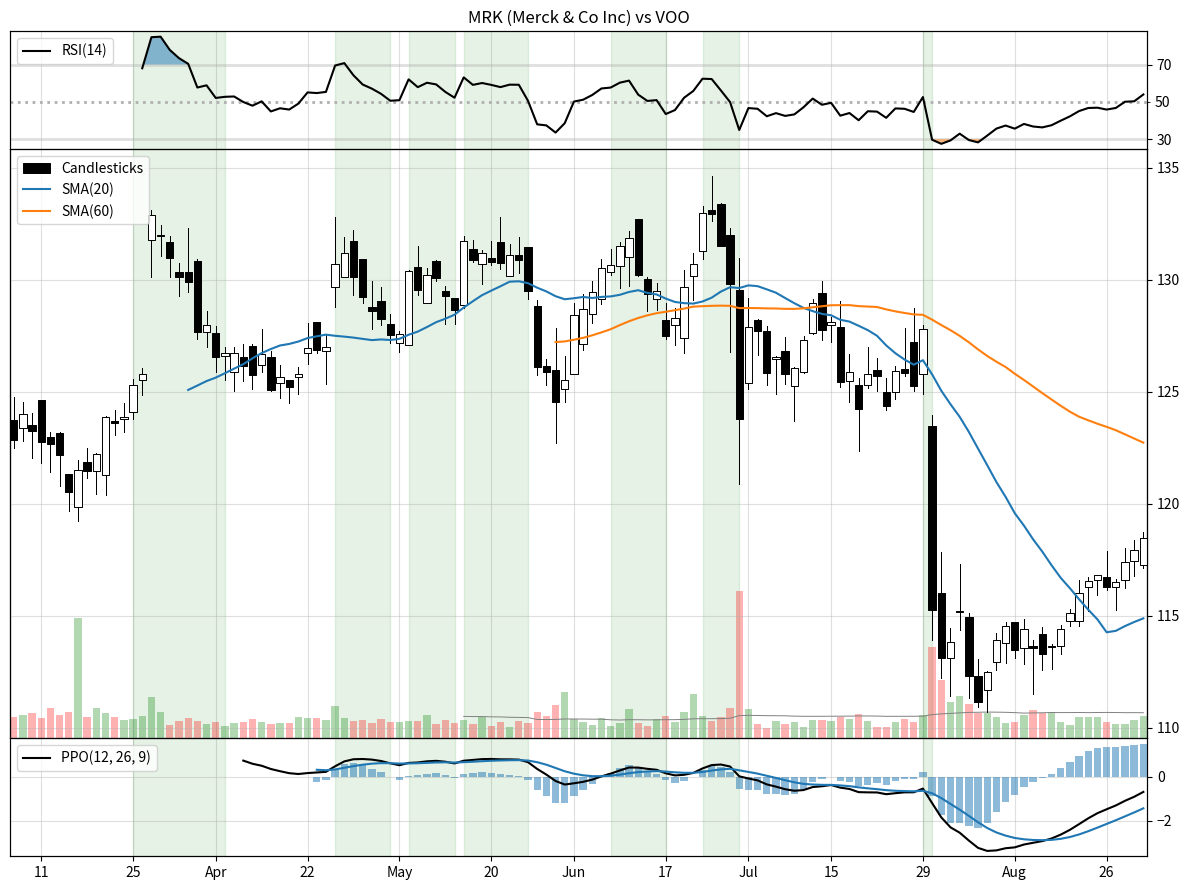 MRK (Merck & Co Inc) vs VOO
RSI(14)
70
50
30
Candlesticks
SMA(20)
SMA(60)
135
130
125
120
115
110
PPO(12, 26, 9)
0
−2
11 25 Apr 22 May 20 Jun 17 Jul 15 29 Aug 26